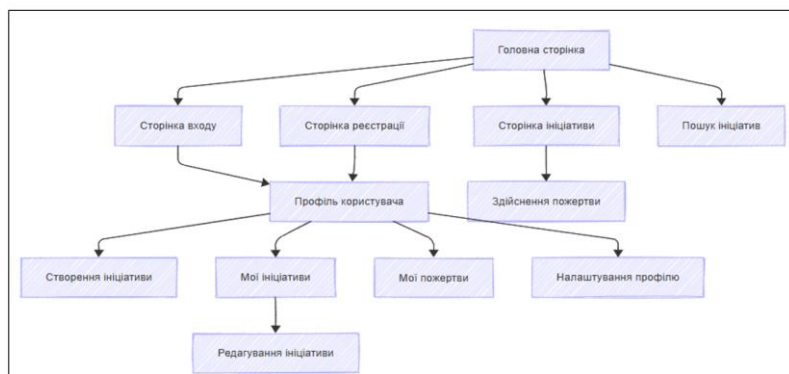 Головна сторінка
Сторінка входу
Сторінка реєстрації
Сторінка ініціативи
Пошук ініціатив
Профіль користувача
Здійснення пожертви
Створення ініціативи
Мої ініціативи
Мої пожертви
Налаштування профілю
Редагування ініціативи